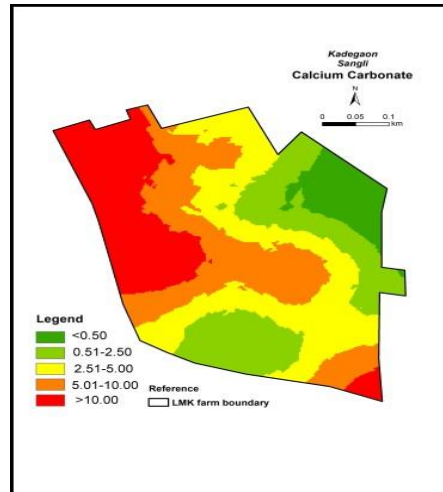 Kadegaon
Sangli
Calcium Carbonate
N
0 0.05 0.1
km
Legend
<0.50
0.51-2.50
2.51-5.00
5.01-10.00
>10.00
Reference
LMK farm boundary